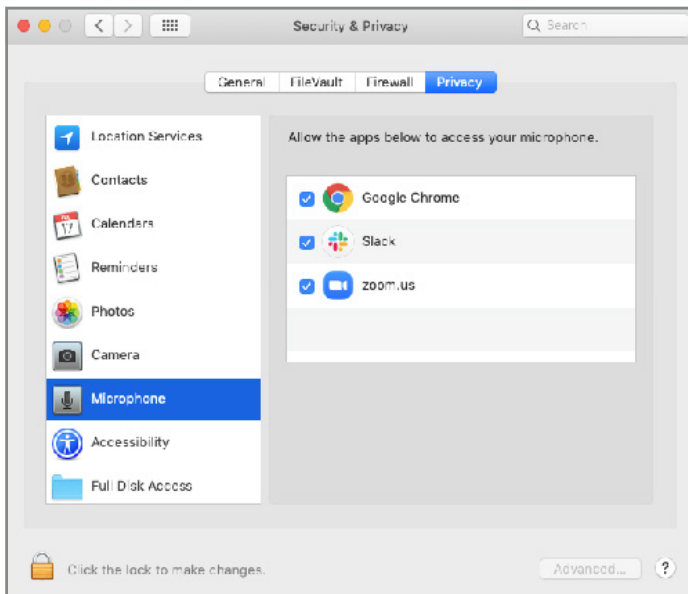 Security & Privacy
Search
General FileVault Firewall Privacy
Location Services
Contacts
Calendars
Reminders
Photos
Camera
Microphone
Accessibility
Full Disk Access
Allow the apps below to access your microphone.
Google Chrome
Slack
zoom.us
Click the lock to make changes.
Advanced... ?